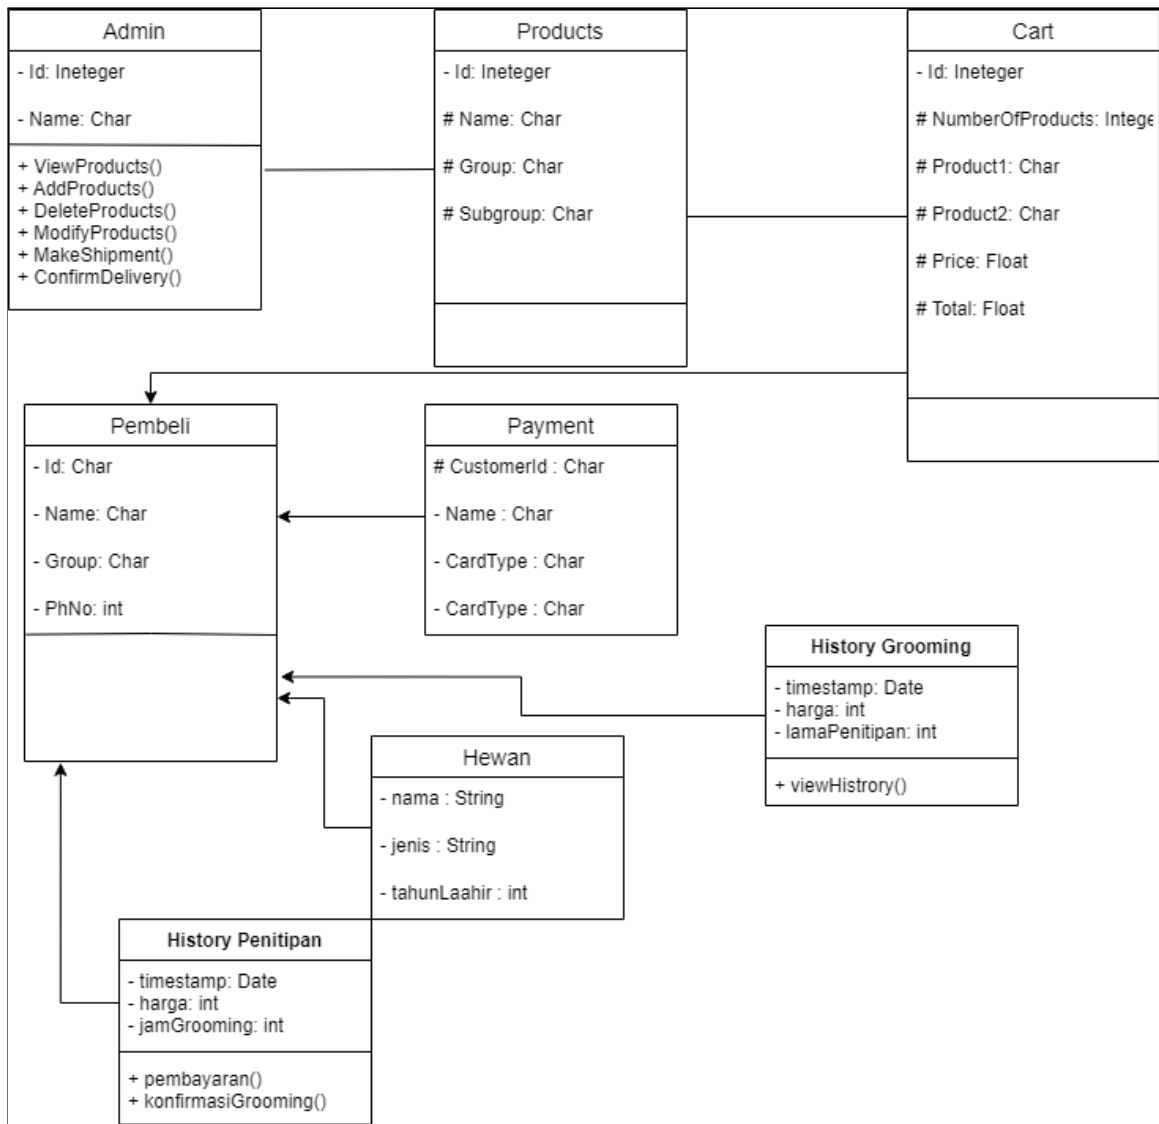 Admin
- Id: Ineteger
- Name: Char
+ ViewProducts()
+ AddProducts()
+ DeleteProducts()
+ ModifyProducts()
+ MakeShipment()
+ ConfirmDelivery()
Products
- Id: Ineteger
# Name: Char
# Group: Char
# Subgroup: Char
Cart
- Id: Ineteger
# NumberOfProducts: Intege
# Product1: Char
# Product2: Char
# Price: Float
# Total: Float
Pembeli
- Id: Char
- Name: Char
- Group: Char
- PhNo: int
Payment
# CustomerId : Char
- Name : Char
- CardType : Char
- CardType : Char
History Grooming
- timestamp: Date
- harga: int
- lamaPenitipan: int
+ viewHistrory()
Hewan
- nama : String
- jenis : String
- tahunLaahir : int
History Penitipan
- timestamp: Date
- harga: int
- jamGrooming: int
+ pembayaran()
+ konfirmasiGrooming()